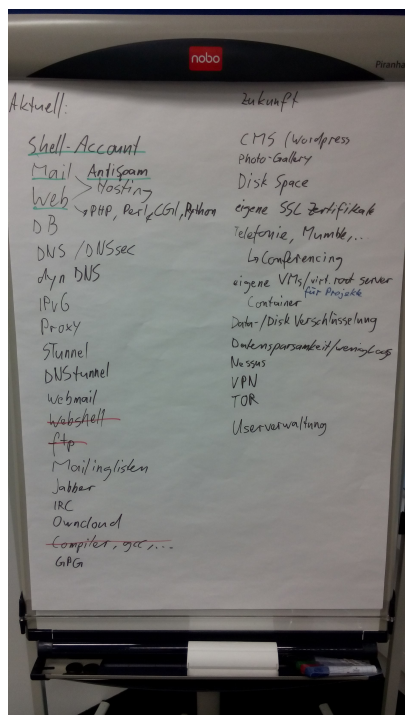 nobo
Piranha
Aktuell:
Shell-Account
Mail Antispam
Hosting
Web
PHP, Perl, CGI, Python
DB
DNS / DNSsec
dyn DNS
IPv6
Proxy
STunnel
DNStunnel
Webmail
Webshell
ftp
Mailinglisten
Jabber
IRC
Owncloud
Compiler, gcc, ...
GPG
Zukunft
CMS (Wordpress
Photo-Gallery
Disk Space
eigene SSL Zertifikate
Telefonie, Mumble, ..
↳ Conferencing
eigene VMs/virt. root server
für Projekte
Container
Data-/Disk Verschlüsselung
Datensparsamkeit/wenig Logs
Nessus
VPN
TOR
Userverwaltung